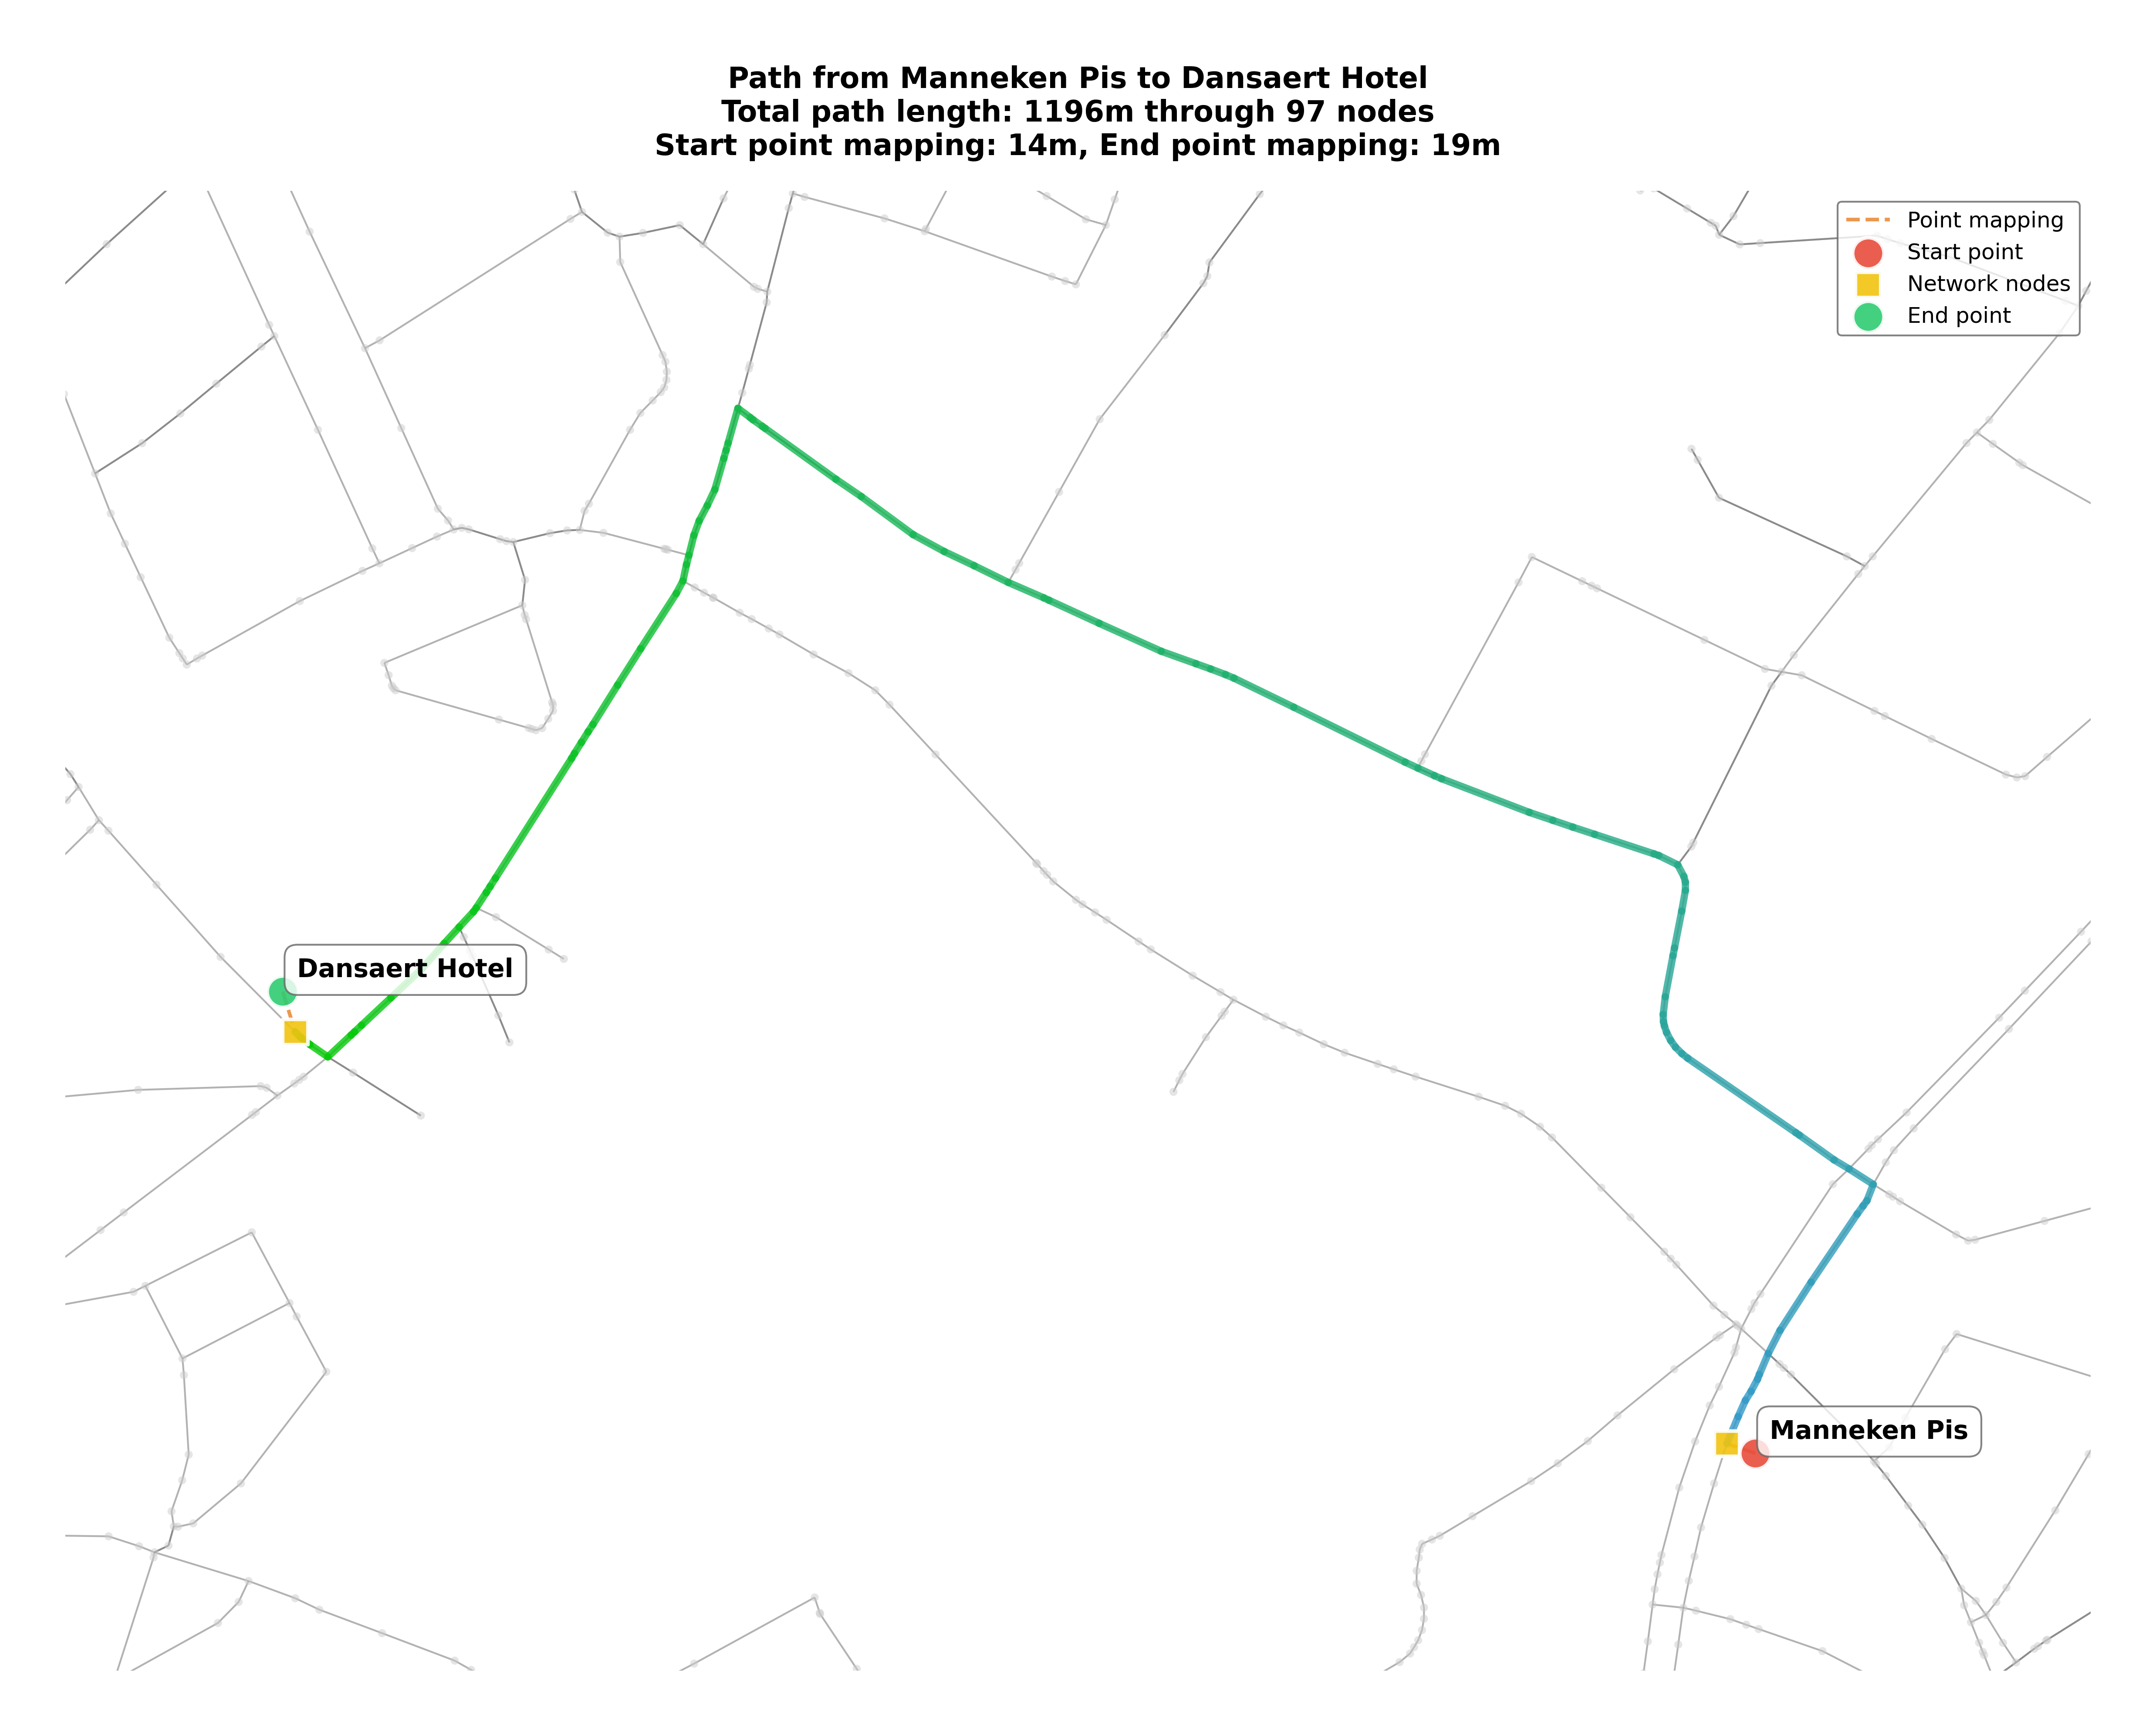 Path from Manneken Pis to Dansaert Hotel
Total path length: 1196m through 97 nodes
Start point mapping: 14m, End point mapping: 19m
Point mapping
Start point
Network nodes
End point
Dansaert Hotel
Manneken Pis